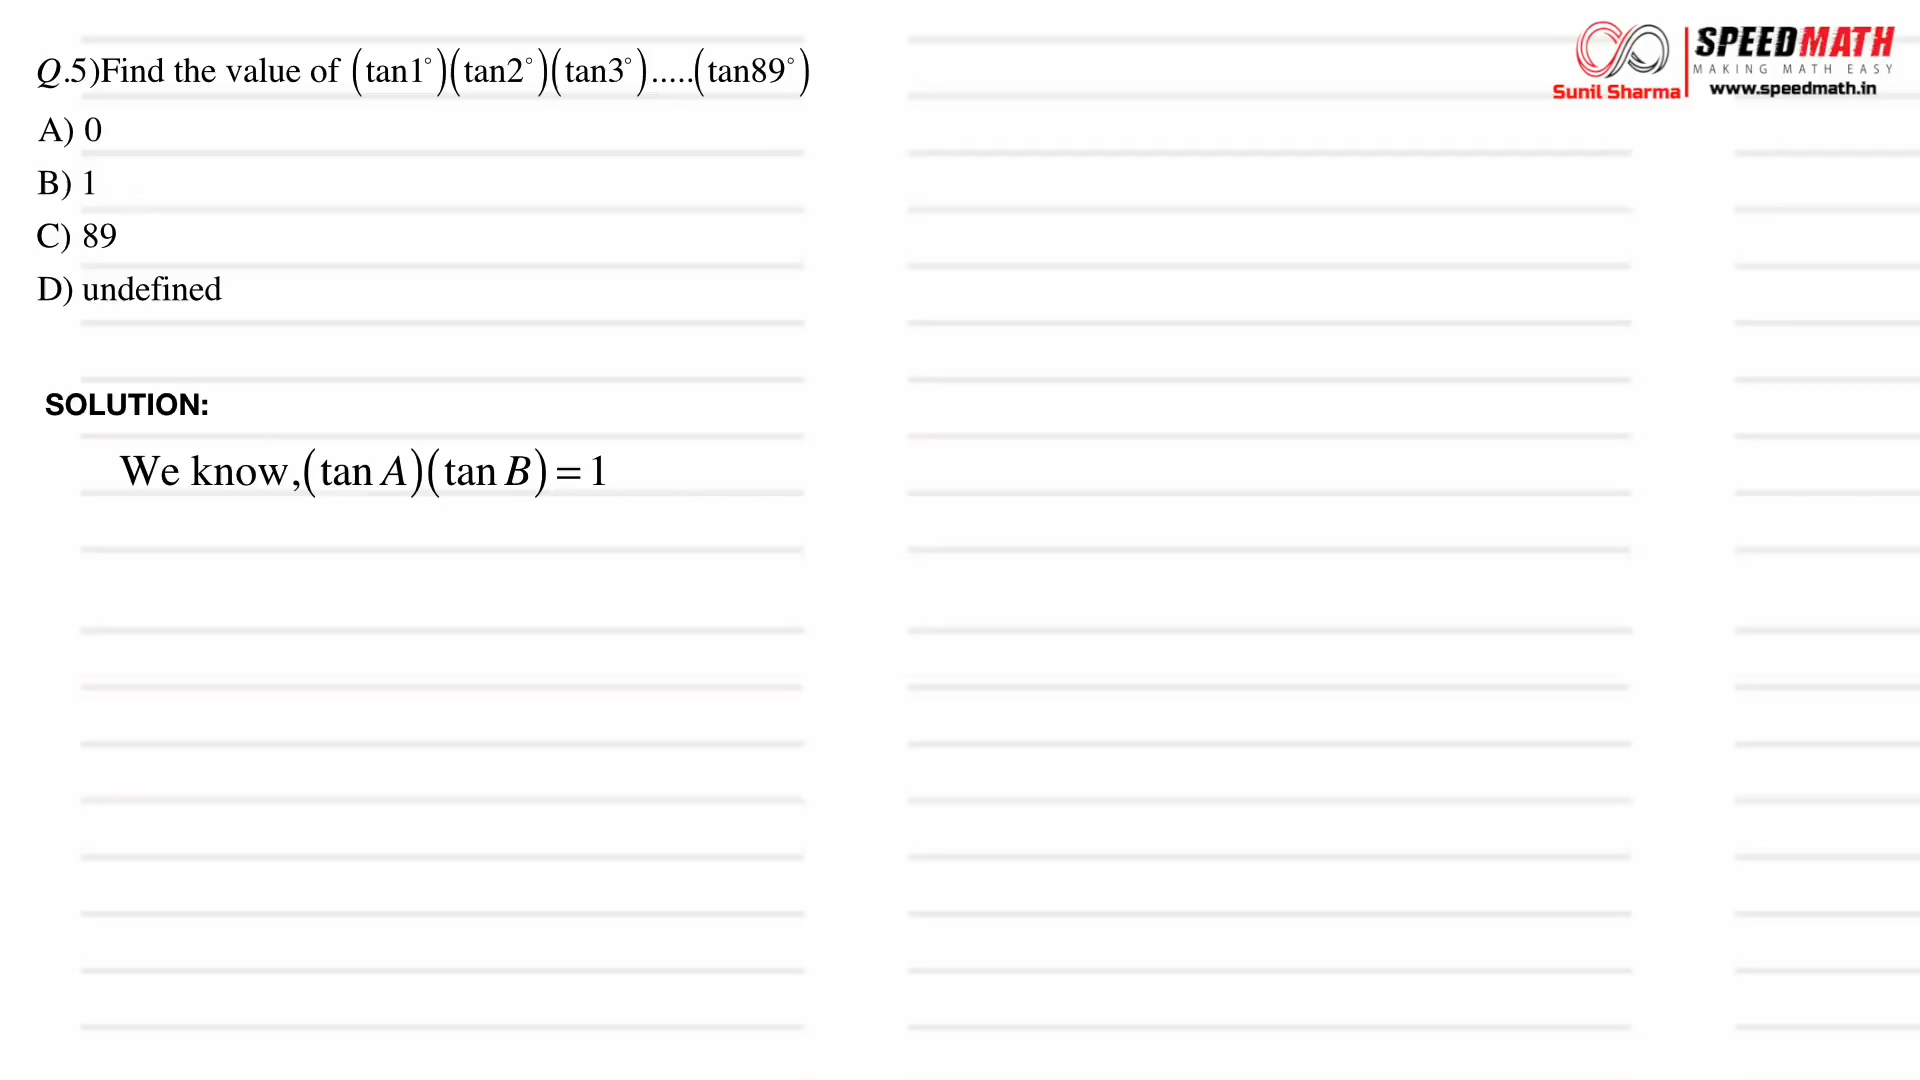 Q.5)Find the value of (tan1°)(tan2°)(tan3°).....(tan89°)
A) 0
B) 1
C) 89
D) undefined
SOLUTION:
We know,(tan A)(tan B)=1
SPEEDMATH
MAKING MATH EASY
Sunil Sharma
www.speedmath.in